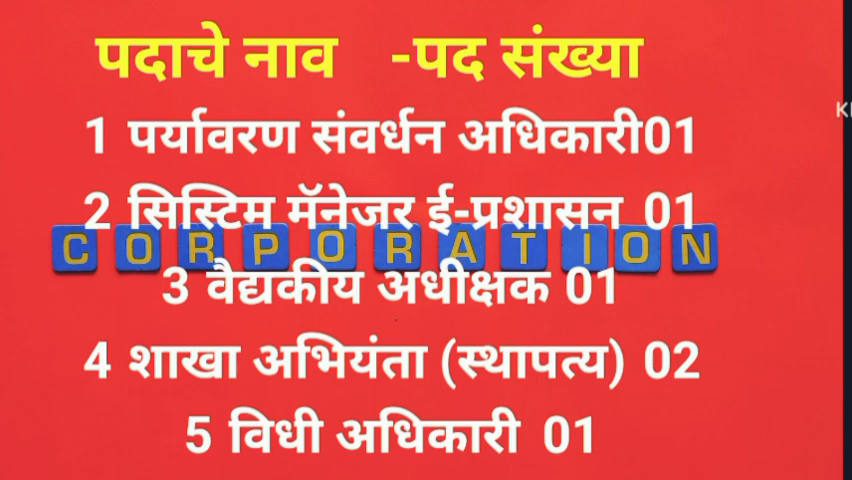 पदाचे नाव -पद संख्या
1 पर्यावरण संवर्धन अधिकारी01
2 सिस्टिम मॅनेजर ई-प्रशासन 01
CORPORATION
3 वैद्यकीय अधीक्षक 01
4 शाखा अभियंता (स्थापत्य) 02
5 विधी अधिकारी 01